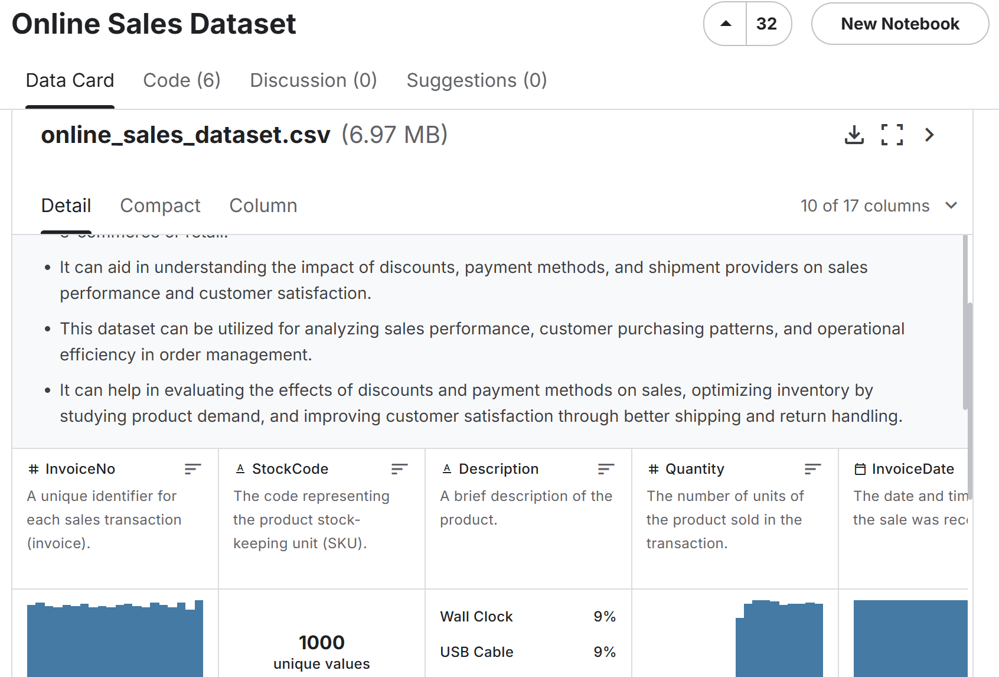 Online Sales Dataset
32
New Notebook
Data Card
Code (6)
Discussion (0)
Suggestions (0)
online_sales_dataset.csv (6.97 MB)
Detail
Compact
Column
10 of 17 columns
• It can aid in understanding the impact of discounts, payment methods, and shipment providers on sales
performance and customer satisfaction.
• This dataset can be utilized for analyzing sales performance, customer purchasing patterns, and operational
efficiency in order management.
• It can help in evaluating the effects of discounts and payment methods on sales, optimizing inventory by
studying product demand, and improving customer satisfaction through better shipping and return handling.
# InvoiceNo
A unique identifier for
each sales transaction
(invoice).
A StockCode
The code representing
the product stock-
keeping unit (SKU).
1000
unique values
A Description
A brief description of the
product.
Wall Clock 9%
USB Cable 9%
# Quantity
The number of units of
the product sold in the
transaction.
InvoiceDate
The date and
the sale was